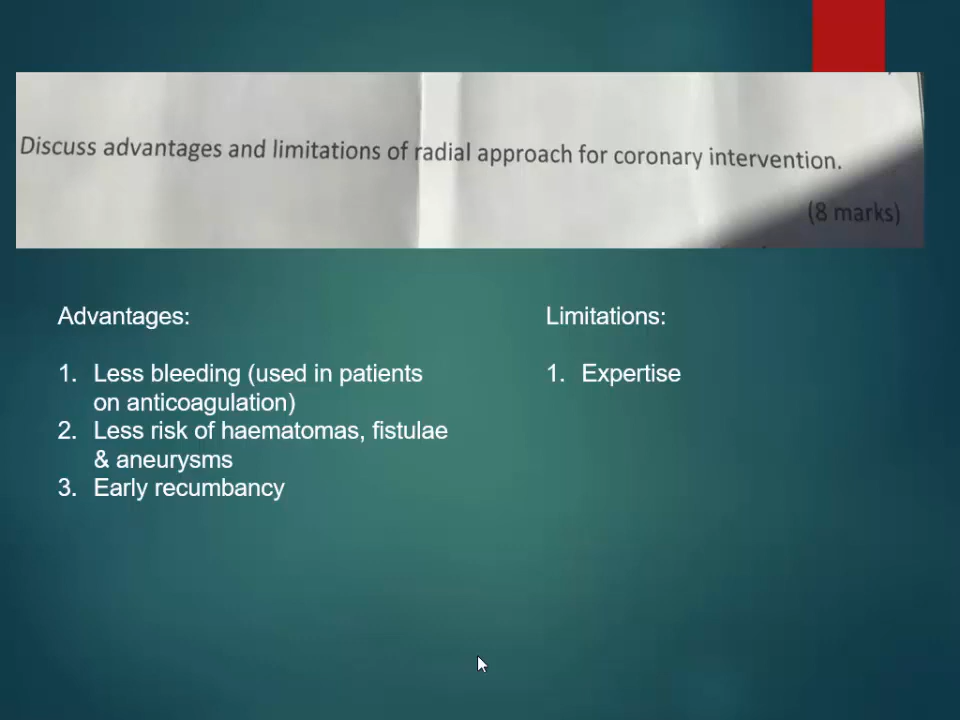 Discuss advantages and limitations of radial approach for coronary intervention.
(8 marks)
Advantages:
1. Less bleeding (used in patients
on anticoagulation)
2. Less risk of haematomas, fistulae
& aneurysms
3. Early recumbancy
Limitations:
1. Expertise